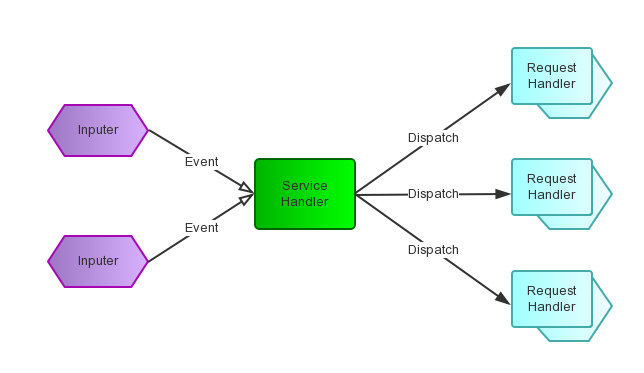 Request
Handler
Dispatch
Inputer
Event
Service
Handler
Dispatch
Request
Handler
Event
Inputer
Dispatch
Request
Handler